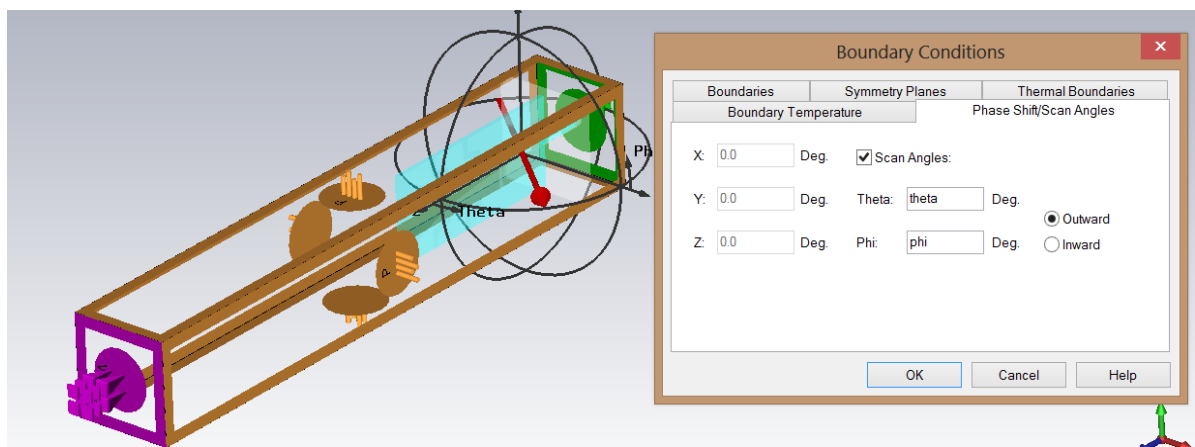 Boundary Conditions
Boundaries Symmetry Planes Thermal Boundaries
Boundary Temperature Phase Shift/Scan Angles
X: 0.0 Deg. Scan Angles:
Y: 0.0 Deg. Theta: theta Deg.
Outward
Z: 0.0 Deg. Phi: phi Deg.
Inward
OK Cancel Help
Ph
Theta
P
P